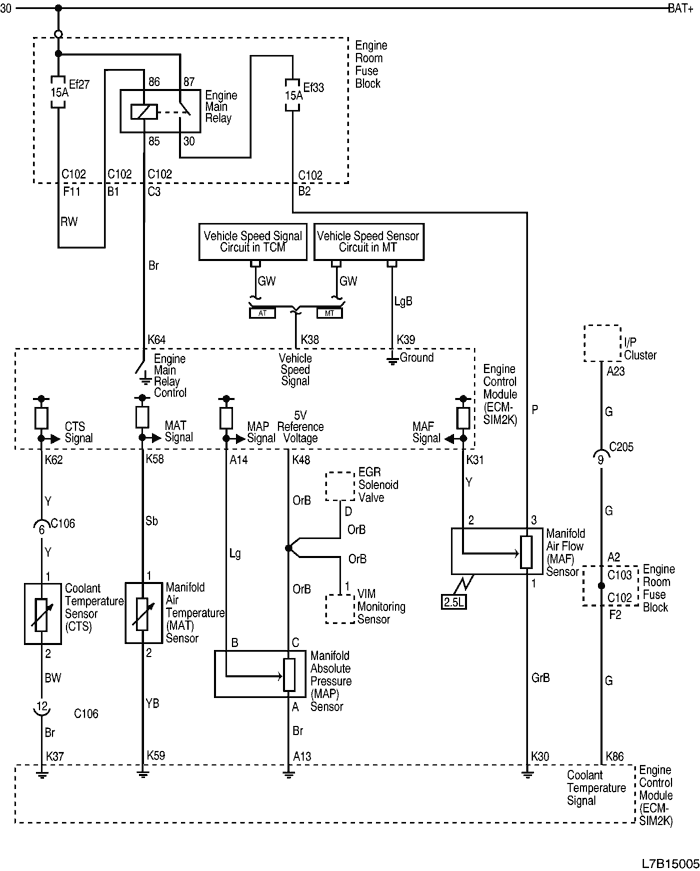 30
BAT+
Engine
Room
Fuse
Block
Ef27
15A
86
87
Engine
Main
Relay
Ef33
15A
85
30
C102
C102
C102
C102
F11
B1
C3
B2
RW
Vehicle Speed Signal
Circuit in TCM
Vehicle Speed Sensor
Circuit in MT
Br
GW
GW
LgB
AT
MT
K64
K38
K39
I/P
Cluster
Engine
Main
Relay
Control
Vehicle
Speed
Signal
Ground
Engine
Control
Module
(ECM-
SIM2K)
A23
P
G
CTS
Signal
MAT
Signal
MAP
Signal
5V
Reference
Voltage
MAF
Signal
C205
9
K62
K58
A14
K48
K31
EGR
Solenoid
Valve
Y
Y
OrB
D
G
C106
6
Sb
OrB
2
3
Manifold
Air Flow
(MAF)
Sensor
Y
Lg
OrB
A2
C103
Engine
Room
Fuse
Block
1
1
OrB
1
1
C102
Coolant
Temperature
Sensor
(CTS)
Manifold
Air
Temperature
(MAT)
Sensor
VIM
Monitoring
Sensor
2.5L
F2
2
2
B
C
Manifold
Absolute
Pressure
(MAP)
Sensor
BW
GrB
G
12
C106
YB
A
Br
Br
K37
K59
A13
K30
K86
Coolant
Temperature
Signal
Engine
Control
Module
(ECM-
SIM2K)
L7B15005